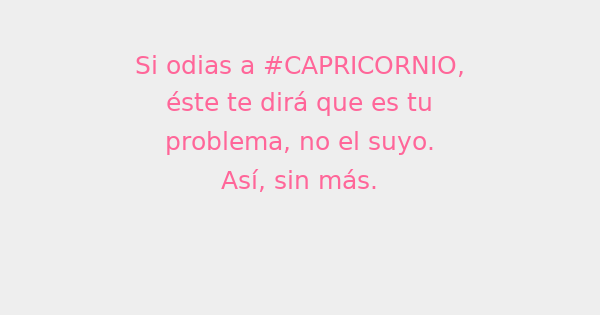 Si odias a #CAPRICORNIO,
éste te dirá que es tu
problema, no el suyo.
Así, sin más.